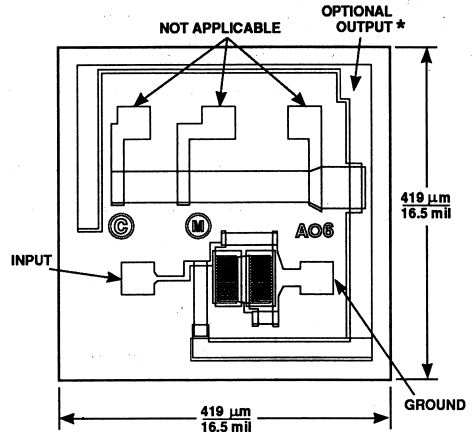 NOT APPLICABLE
OPTIONAL
OUTPUT *
419 μm
16.5 mil
C
M
AO6
INPUT
GROUND
419 μm
16.5 mil